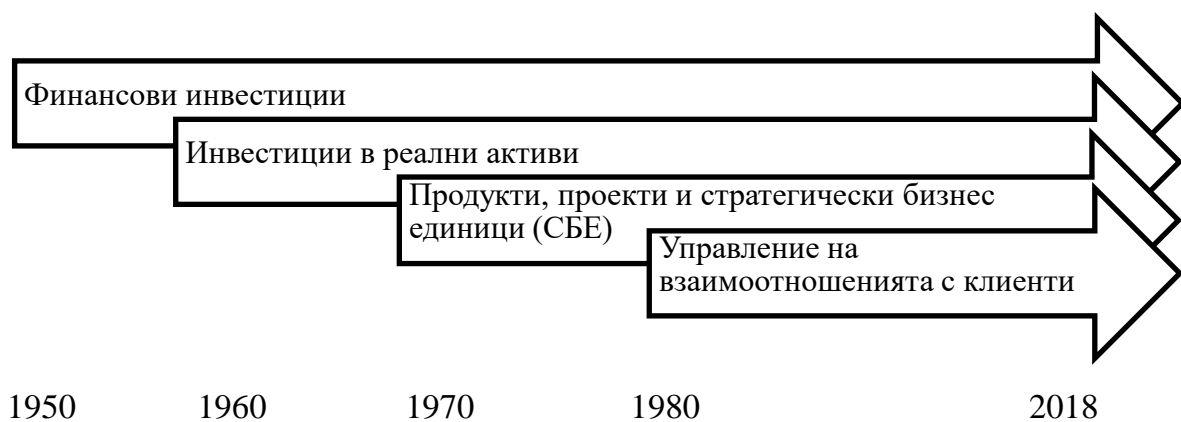 Финансови инвестиции
Инвестиции в реални активи
Продукти, проекти и стратегически бизнес
единици (СБЕ)
Управление на
взаимоотношенията с клиенти
1950 1960 1970 1980 2018